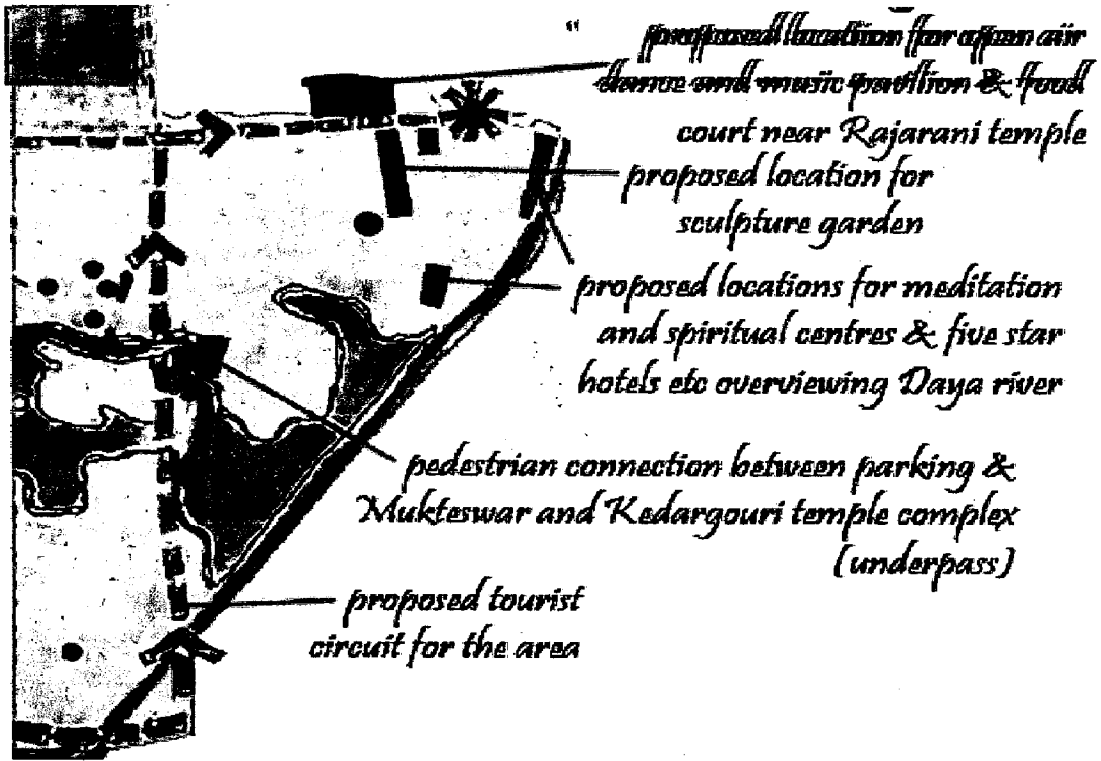 proposed location for open air
dance and music pavilion & food
court near Rajarani temple
proposed location for
sculpture garden
proposed locations for meditation
and spiritual centres & five star
hotels etc overviewing Daya river
pedestrian connection between parking &
Mukteswar and Kedargouri temple complex
(underpass)
proposed tourist
circuit for the area